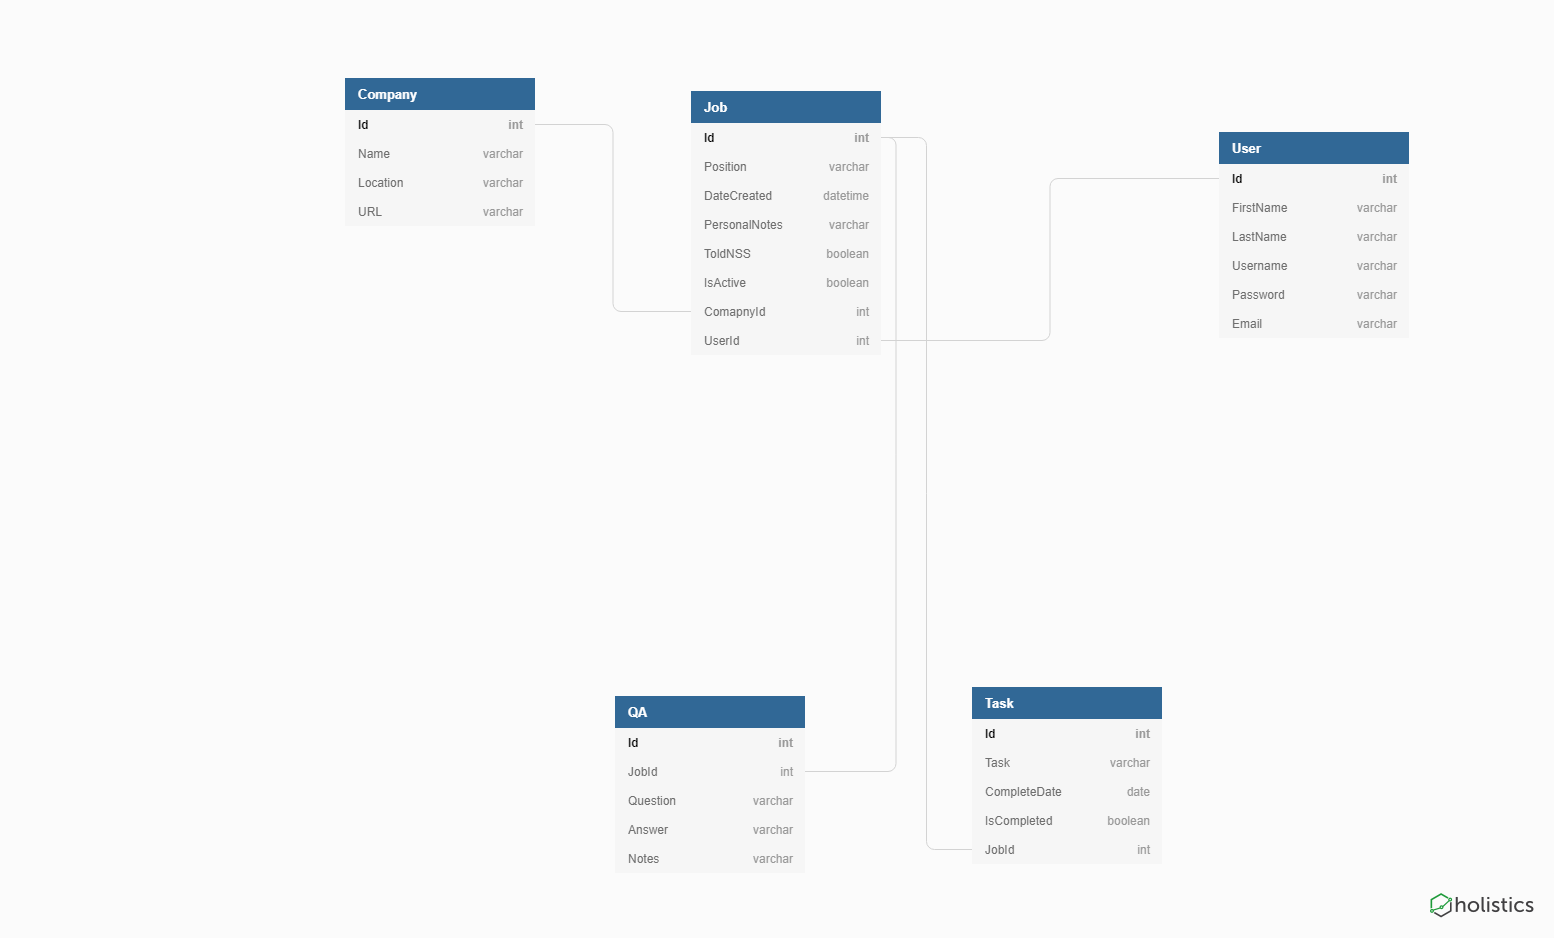 Company
Id int
Name varchar
Location varchar
URL varchar
Job
Id int
Position varchar
DateCreated datetime
PersonalNotes varchar
ToldNSS boolean
IsActive boolean
ComapnyId int
UserId int
User
Id int
FirstName varchar
LastName varchar
Username varchar
Password varchar
Email varchar
QA
Id int
JobId int
Question varchar
Answer varchar
Notes varchar
Task
Id int
Task varchar
CompleteDate date
IsCompleted boolean
JobId int
holistics